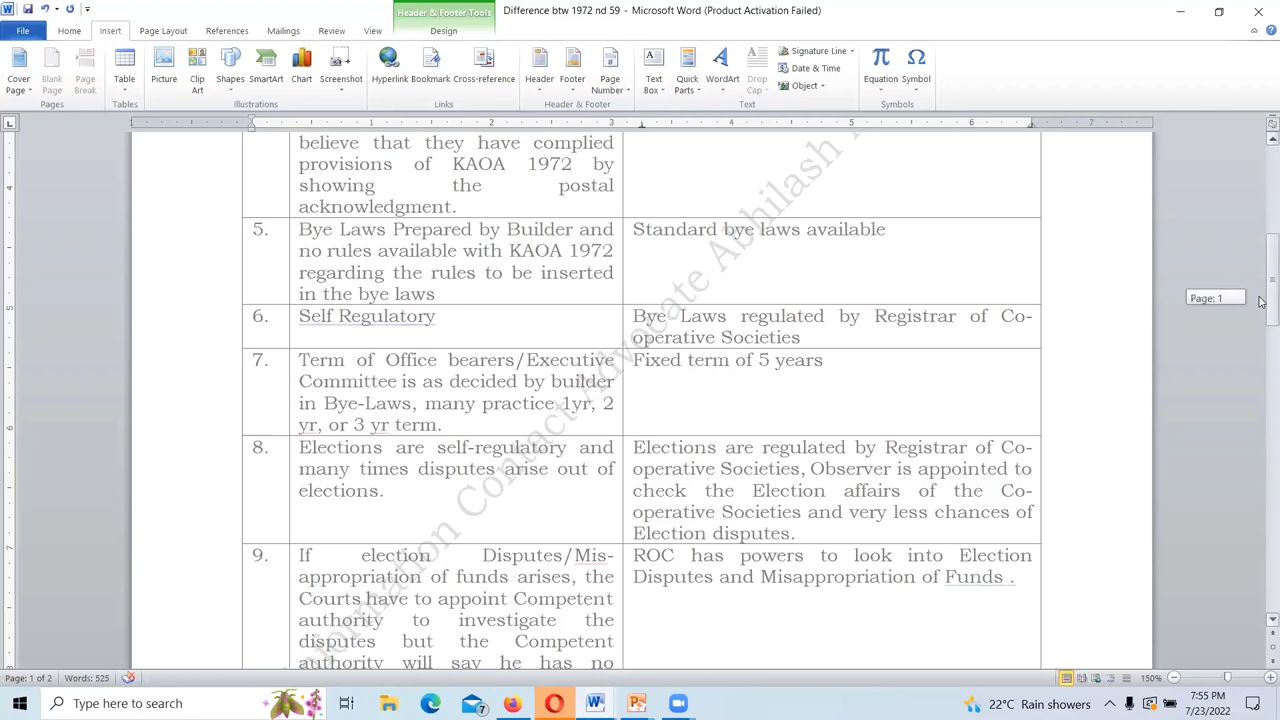 Difference btw 1972 nd 59 - Microsoft Word (Product Activation Failed)
Header & Footer Tools
File Home Insert Page Layout References Mailings Review View Design
Cover Page Blank Page Page Break
Table
Picture Clip Art Shapes SmartArt Chart Screenshot
Hyperlink Bookmark Cross-reference
Header Footer Page Number
Text Box Quick Parts WordArt Drop Cap
Signature Line
Date & Time
Object
Equation Symbol
Pages Tables Illustrations Links Header & Footer Text Symbols
1 2 3 4 5 6 7
believe that they have complied
provisions of KAOA 1972 by
showing the postal
acknowledgment.
5. Bye Laws Prepared by Builder and
no rules available with KAOA 1972
regarding the rules to be inserted
in the bye laws
Standard bye laws available
6. Self Regulatory
Bye Laws regulated by Registrar of Co-
operative Societies
7. Term of Office bearers/Executive
Committee is as decided by builder
in Bye-Laws, many practice 1yr, 2
yr, or 3 yr term.
Fixed term of 5 years
8. Elections are self-regulatory and
many times disputes arise out of
elections.
Elections are regulated by Registrar of Co-
operative Societies, Observer is appointed to
check the Election affairs of the Co-
operative Societies and very less chances of
Election disputes.
9. If election Disputes/Mis-
appropriation of funds arises, the
Courts have to appoint Competent
authority to investigate the
disputes but the Competent
authority will say he has no
ROC has powers to look into Election
Disputes and Misappropriation of Funds .
Contact Advocate Abhilash
Page: 1
Page: 1 of 2 Words: 525
150%
Type here to search
7
22°C Rain showers
7:55 PM
7/23/2022